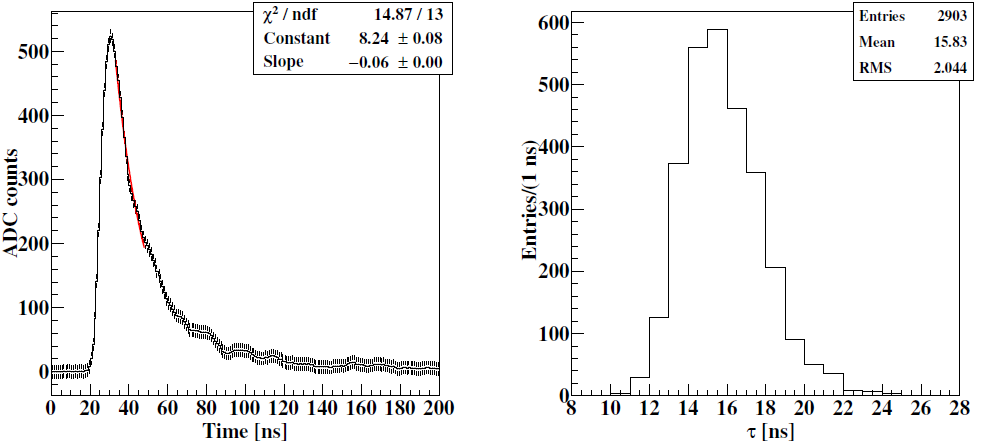 χ² / ndf 14.87 / 13
Constant 8.24 ± 0.08
Slope −0.06 ± 0.00
ADC counts
500
400
300
200
100
0
0 20 40 60 80 100 120 140 160 180 200
Time [ns]
Entries 2903
Mean 15.83
RMS 2.044
Entries/(1 ns)
600
500
400
300
200
100
0
8 10 12 14 16 18 20 22 24 26 28
τ [ns]